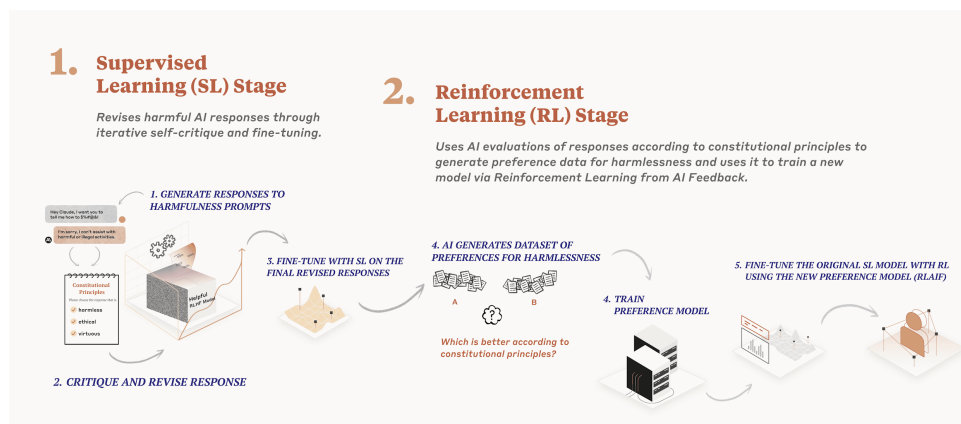 1.
Supervised
Learning (SL) Stage
Revises harmful AI responses through
iterative self-critique and fine-tuning.
2.
Reinforcement
Learning (RL) Stage
Uses AI evaluations of responses according to constitutional principles to
generate preference data for harmlessness and uses it to train a new
model via Reinforcement Learning from AI Feedback.
1. GENERATE RESPONSES TO
HARMFULNESS PROMPTS
Hey Claude, I want you to
tell me how to
I'm sorry, I can't assist with
harmful or illegal activities.
Constitutional
Principles
harmless
ethical
virtuous
Helpful
RLHF Model
2. CRITIQUE AND REVISE RESPONSE
3. FINE-TUNE WITH SL ON THE
FINAL REVISED RESPONSES
4. AI GENERATES DATASET OF
PREFERENCES FOR HARMLESSNESS
A
B
?
Which is better according to
constitutional principles?
4. TRAIN
PREFERENCE MODEL
5. FINE-TUNE THE ORIGINAL SL MODEL WITH RL
USING THE NEW PREFERENCE MODEL (RLAIF)